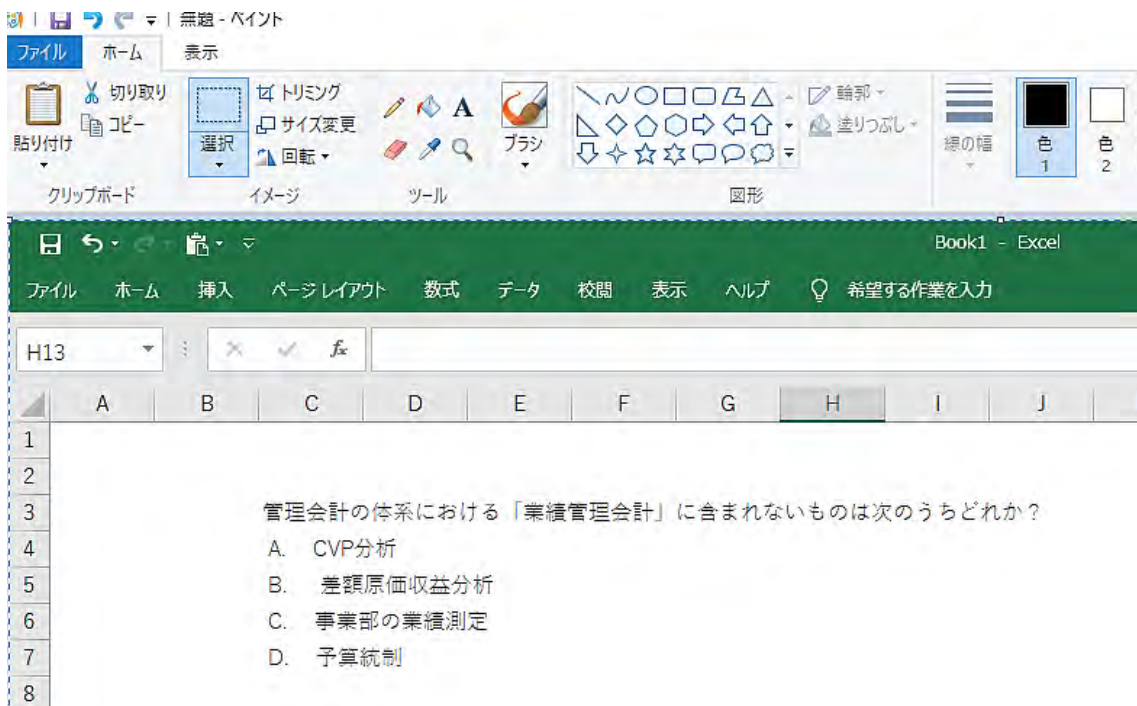 無題 - ペイント
ファイル ホーム 表示
貼り付け 切り取り コピー
クリップボード
選択 トリミング サイズ変更 回転
イメージ
A
ツール
ブラシ
図形
輪郭
塗りつぶし
線の幅
色 1
色 2
Book1 - Excel
ファイル ホーム 挿入 ページ レイアウト 数式 データ 校閲 表示 ヘルプ 希望する作業を入力
H13 fx
A B C D E F G H I J
1
2
3 管理会計の体系における「業績管理会計」に含まれないものは次のうちどれか？
4 A. CVP分析
5 B. 差額原価収益分析
6 C. 事業部の業績測定
7 D. 予算統制
8